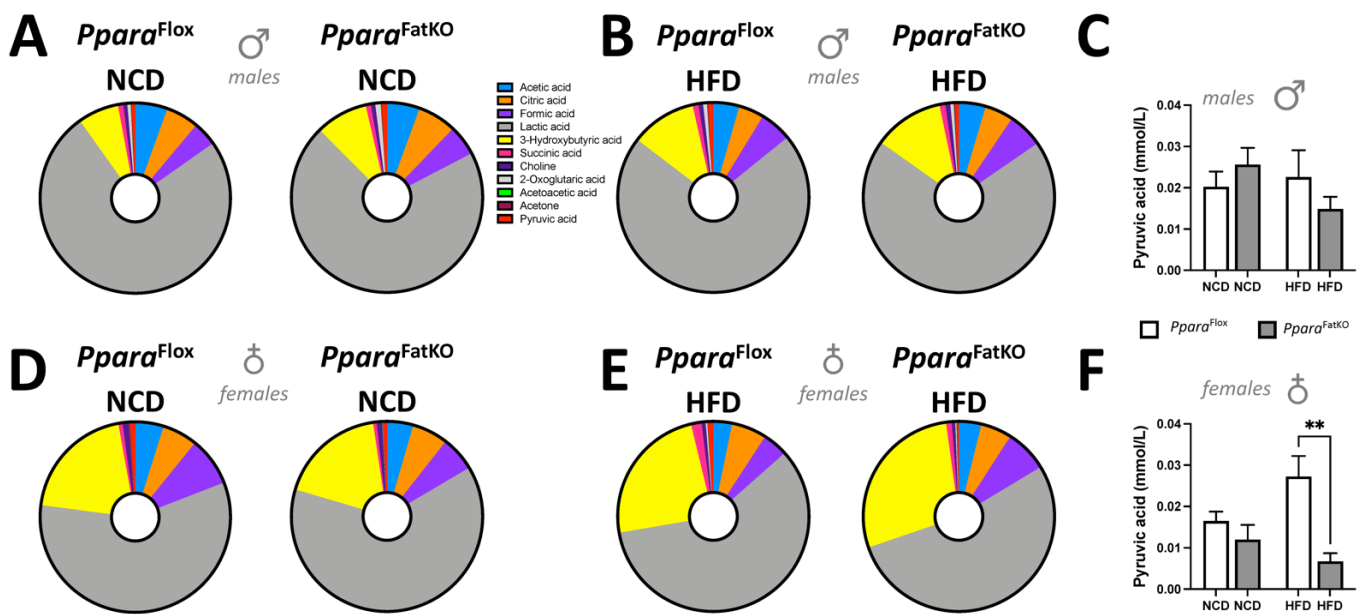 A
Ppara^Flox
♂
males
Ppara^FatKO
NCD
NCD
Acetic acid
Citric acid
Formic acid
Lactic acid
3-Hydroxybutyric acid
Succinic acid
Choline
2-Oxoglutaric acid
Acetoacetic acid
Acetone
Pyruvic acid
B
Ppara^Flox
♂
males
Ppara^FatKO
HFD
HFD
C
males ♂
Pyruvic acid (mmol/L)
0.04
0.03
0.02
0.01
0.00
NCD NCD HFD HFD
Ppara^Flox Ppara^FatKO
D
Ppara^Flox
♀
females
Ppara^FatKO
NCD
NCD
E
Ppara^Flox
♀
females
Ppara^FatKO
HFD
HFD
F
females ♀
Pyruvic acid (mmol/L)
0.04
0.03
0.02
0.01
0.00
**
NCD NCD HFD HFD